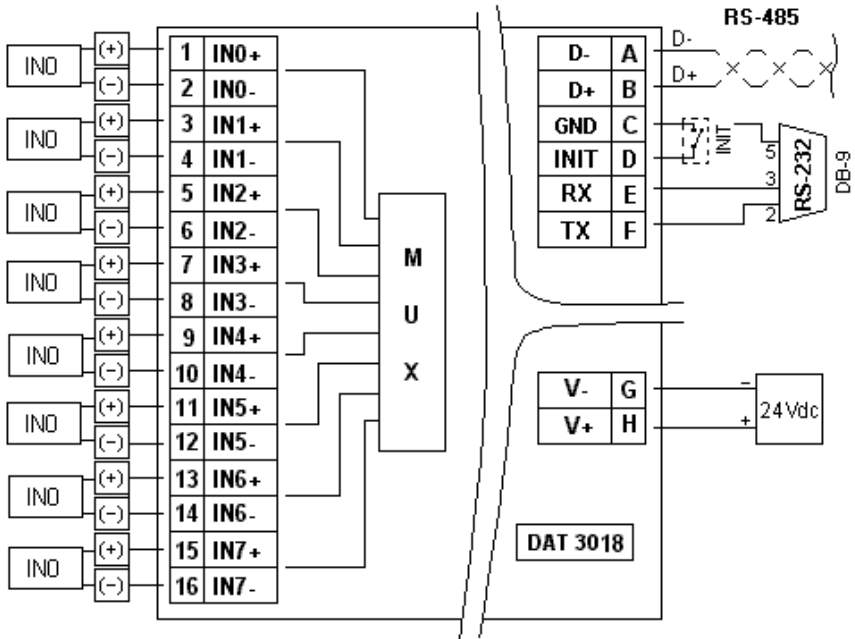 RS-485
IN0 (+) 1 IN0+
(-) 2 IN0-
IN0 (+) 3 IN1+
(-) 4 IN1-
IN0 (+) 5 IN2+
(-) 6 IN2-
IN0 (+) 7 IN3+
(-) 8 IN3-
IN0 (+) 9 IN4+
(-) 10 IN4-
IN0 (+) 11 IN5+
(-) 12 IN5-
IN0 (+) 13 IN6+
(-) 14 IN6-
IN0 (+) 15 IN7+
(-) 16 IN7-
M
U
X
D- A D-
D+ B D+
GND C
INIT D
RX E
TX F
INIT
5
3
2
RS-232
DB-9
V- G -
V+ H +
24Vdc
DAT 3018